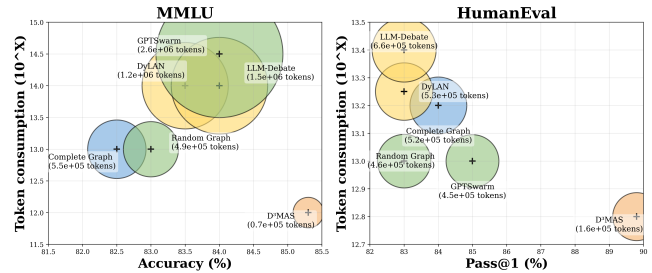 MMLU
Token consumption (10^X)
15.0
14.5
14.0
13.5
13.0
12.5
12.0
11.5
GPTSwarm
(2.6e+06 tokens)
DyLAN
(1.2e+06 tokens)
LLM-Debate
(1.5e+06 tokens)
Random Graph
(4.9e+05 tokens)
Complete Graph
(5.5e+05 tokens)
D³MAS
(0.7e+05 tokens)
81.5 82.0 82.5 83.0 83.5 84.0 84.5 85.0 85.5
Accuracy (%)
HumanEval
Token consumption (10^X)
13.5
13.4
13.3
13.2
13.1
13.0
12.9
12.8
12.7
LLM-Debate
(6.6e+05 tokens)
DyLAN
(5.3e+05 tokens)
Complete Graph
(5.2e+05 tokens)
Random Graph
(4.6e+05 tokens)
GPTSwarm
(4.5e+05 tokens)
D³MAS
(1.6e+05 tokens)
82 83 84 85 86 87 88 89 90
Pass@1 (%)